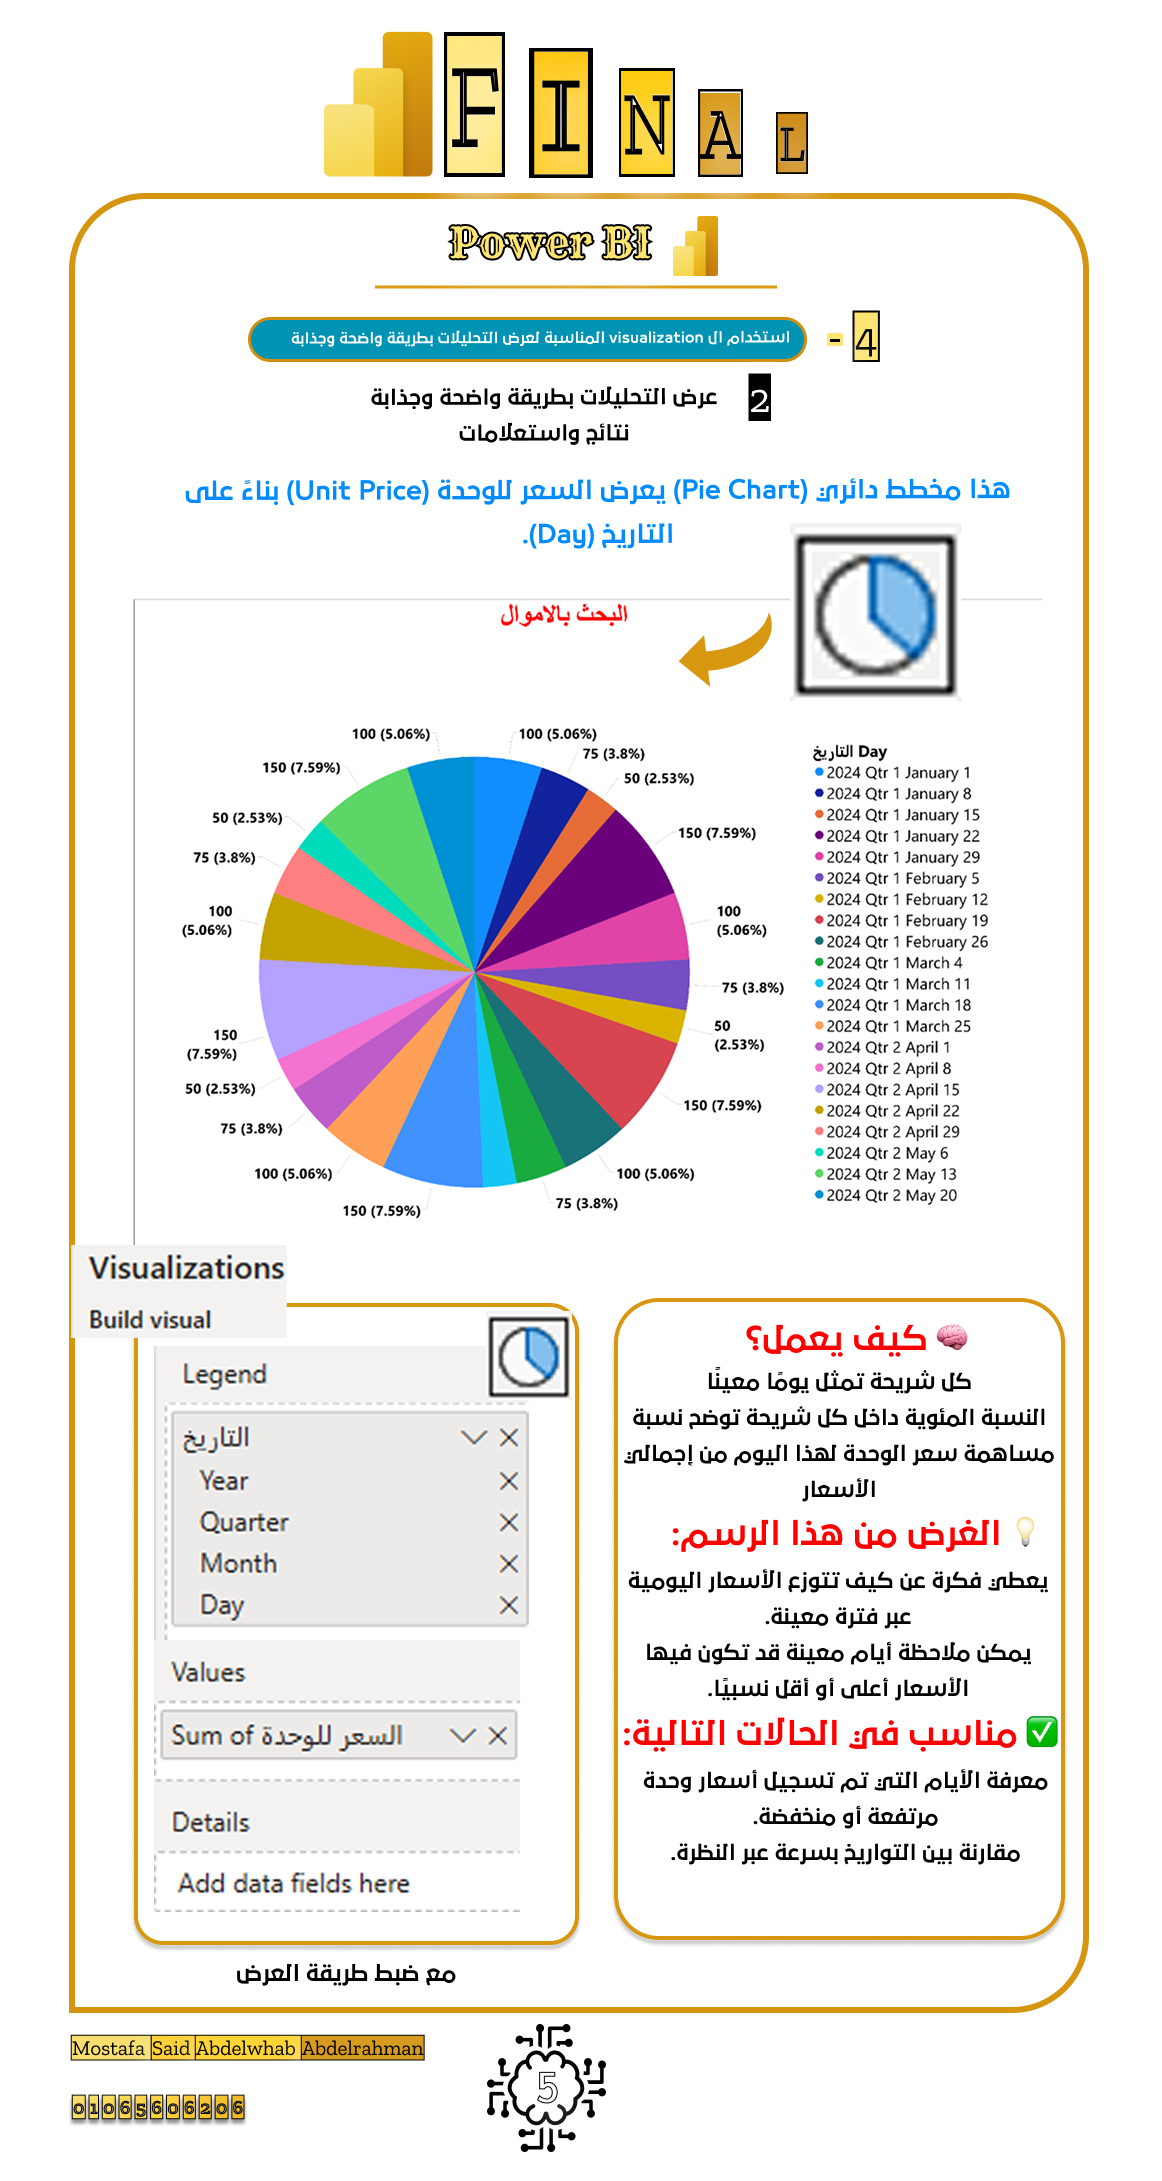 FINAL
Power BI
4 -
استخدام ال visualization المناسبة لعرض التحليلات بطريقة واضحة وجذابة
2 عرض التحليلات بطريقة واضحة وجذابة
نتائج واستعلامات
هذا مخطط دائري (Pie Chart) يعرض السعر للوحدة (Unit Price) بناءً على
التاريخ (Day).
البحث بالاموال
100 (5.06%)
75 (3.8%)
50 (2.53%)
150 (7.59%)
100
(5.06%)
75 (3.8%)
50
(2.53%)
150 (7.59%)
100 (5.06%)
75 (3.8%)
150 (7.59%)
100 (5.06%)
75 (3.8%)
50 (2.53%)
150
(7.59%)
100
(5.06%)
75 (3.8%)
50 (2.53%)
150 (7.59%)
100 (5.06%)
التاريخ Day
2024 Qtr 1 January 1
2024 Qtr 1 January 8
2024 Qtr 1 January 15
2024 Qtr 1 January 22
2024 Qtr 1 January 29
2024 Qtr 1 February 5
2024 Qtr 1 February 12
2024 Qtr 1 February 19
2024 Qtr 1 February 26
2024 Qtr 1 March 4
2024 Qtr 1 March 11
2024 Qtr 1 March 18
2024 Qtr 1 March 25
2024 Qtr 2 April 1
2024 Qtr 2 April 8
2024 Qtr 2 April 15
2024 Qtr 2 April 22
2024 Qtr 2 April 29
2024 Qtr 2 May 6
2024 Qtr 2 May 13
2024 Qtr 2 May 20
🧠 كيف يعمل؟
كل شريحة تمثل يومًا معينًا
النسبة المئوية داخل كل شريحة توضح نسبة
مساهمة سعر الوحدة لهذا اليوم من إجمالي
الأسعار
💡 الغرض من هذا الرسم:
يعطي فكرة عن كيف تتوزع الأسعار اليومية
عبر فترة معينة.
يمكن ملاحظة أيام معينة قد تكون فيها
الأسعار أعلى أو أقل نسبيًا.
✅ مناسب في الحالات التالية:
معرفة الأيام التي تم تسجيل أسعار وحدة
مرتفعة أو منخفضة.
مقارنة بين التواريخ بسرعة عبر النظرة.
Visualizations
Build visual
Legend
التاريخ
Year
Quarter
Month
Day
Values
Sum of السعر للوحدة
Details
Add data fields here
مع ضبط طريقة العرض
Mostafa Said Abdelwhab Abdelrahman
01065606206
5